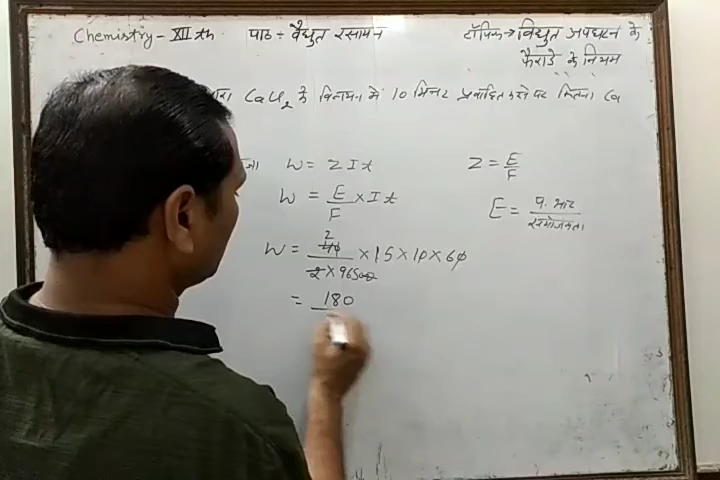 Chemistry - XII th पाठ ÷ वैद्युत रसायन टॉपिक → विद्युत अपघटन के
फैराडे के नियम
CaCl2 के विलयन में 10 मिनट प्रवाहित करने पर कितना Ca
W = Z I t Z = E/F
W = E/F × I t E = प. भार/संयोजकता
W = 2 40/2 × 96500 × 15 × 10 × 60
= 180